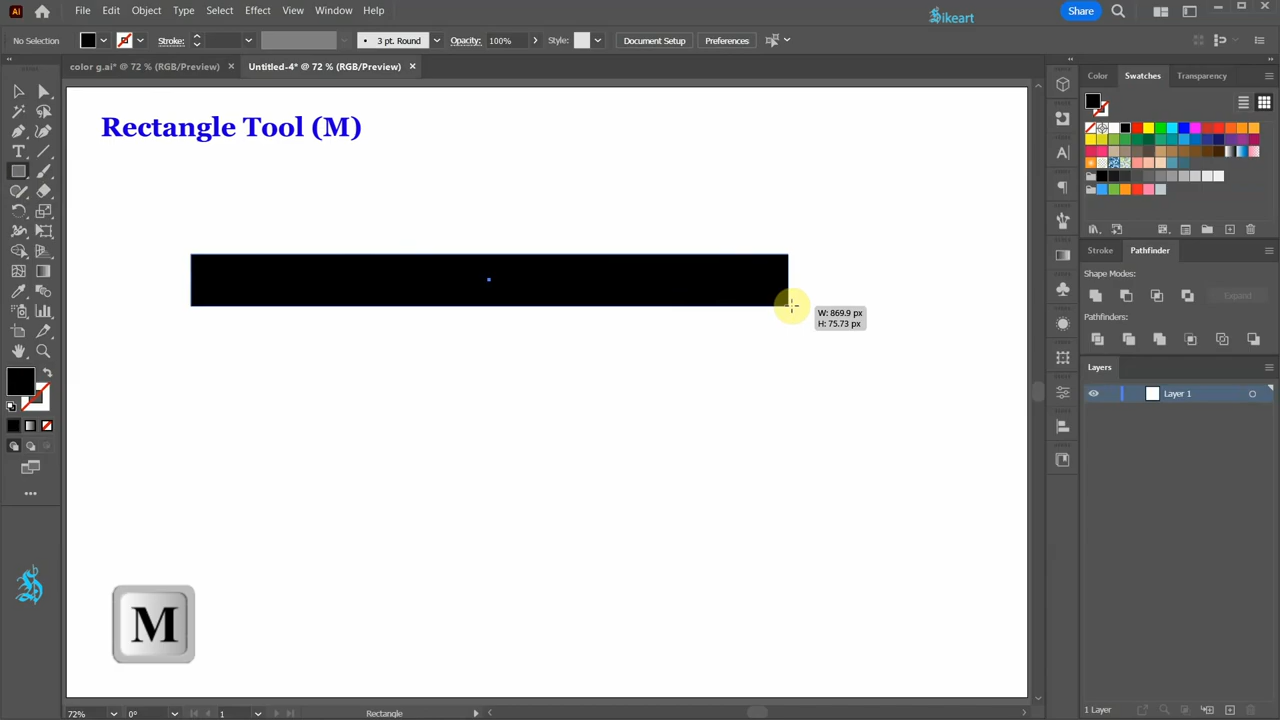 Ai File Edit Object Type Select Effect View Window Help Sikeart Share
No Selection Stroke: 3 pt. Round Opacity: 100% Style: Document Setup Preferences
color g.ai* @ 72 % (RGB/Preview) × Untitled-4* @ 72 % (RGB/Preview) ×
Color Swatches Transparency
Rectangle Tool (M)
Stroke Pathfinder
Shape Modes:
Expand
W: 869.9 px
H: 75.73 px
Pathfinders:
Layers
Layer 1
M
72% 0° 1 Rectangle
1 Layer